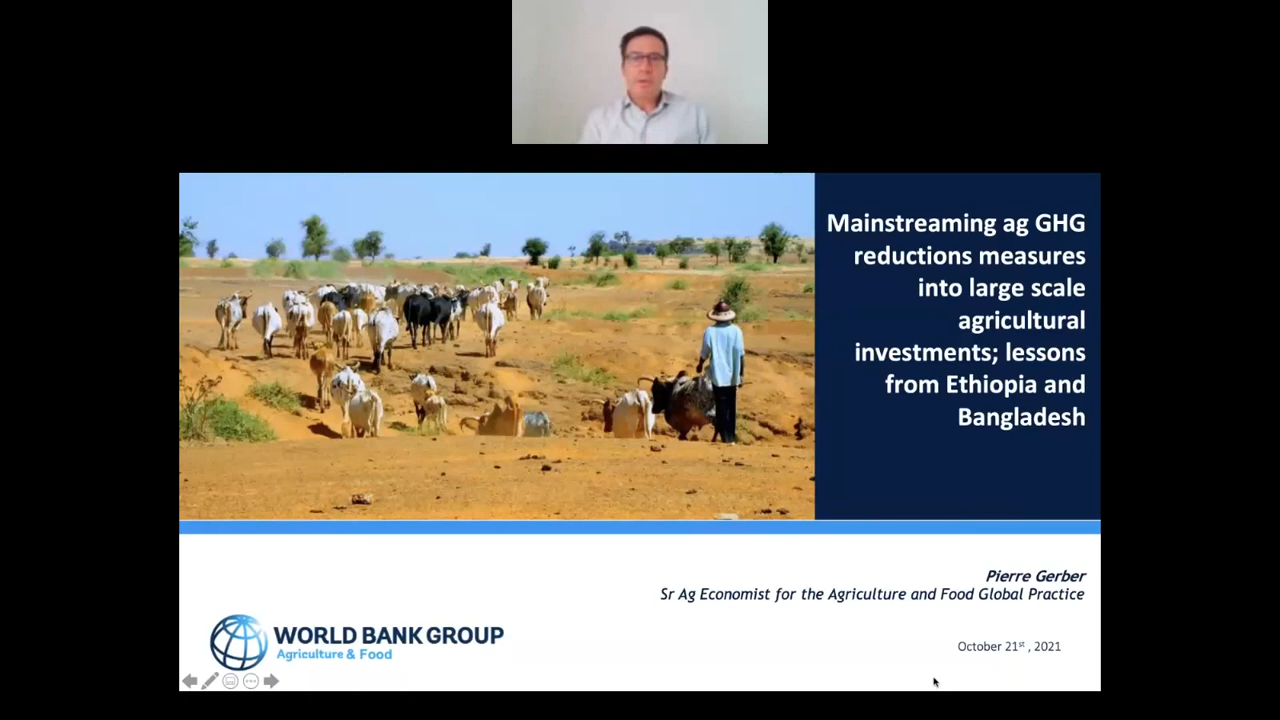 Mainstreaming ag GHG
reductions measures
into large scale
agricultural
investments; lessons
from Ethiopia and
Bangladesh
Pierre Gerber
Sr Ag Economist for the Agriculture and Food Global Practice
WORLD BANK GROUP
Agriculture & Food
October 21st , 2021